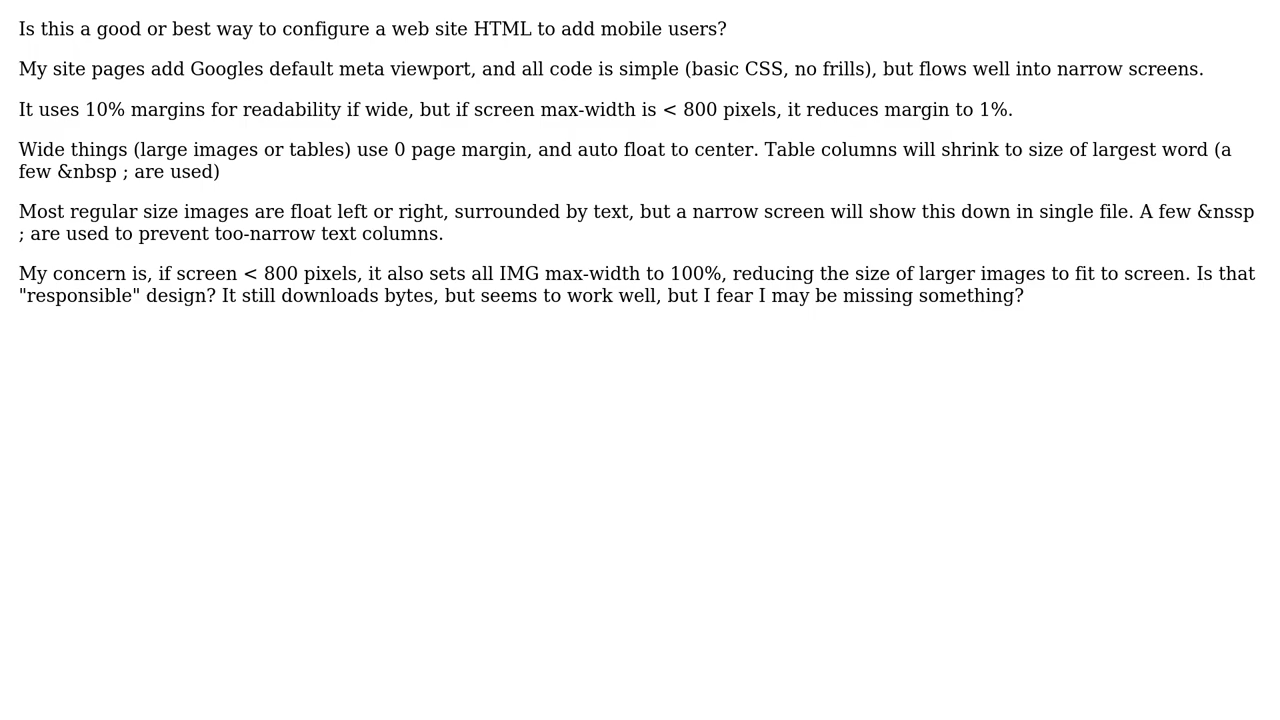 Is this a good or best way to configure a web site HTML to add mobile users?
My site pages add Googles default meta viewport, and all code is simple (basic CSS, no frills), but flows well into narrow screens.
It uses 10% margins for readability if wide, but if screen max-width is < 800 pixels, it reduces margin to 1%.
Wide things (large images or tables) use 0 page margin, and auto float to center. Table columns will shrink to size of largest word (a
few &nbsp ; are used)
Most regular size images are float left or right, surrounded by text, but a narrow screen will show this down in single file. A few &nssp
; are used to prevent too-narrow text columns.
My concern is, if screen < 800 pixels, it also sets all IMG max-width to 100%, reducing the size of larger images to fit to screen. Is that
"responsible" design? It still downloads bytes, but seems to work well, but I fear I may be missing something?